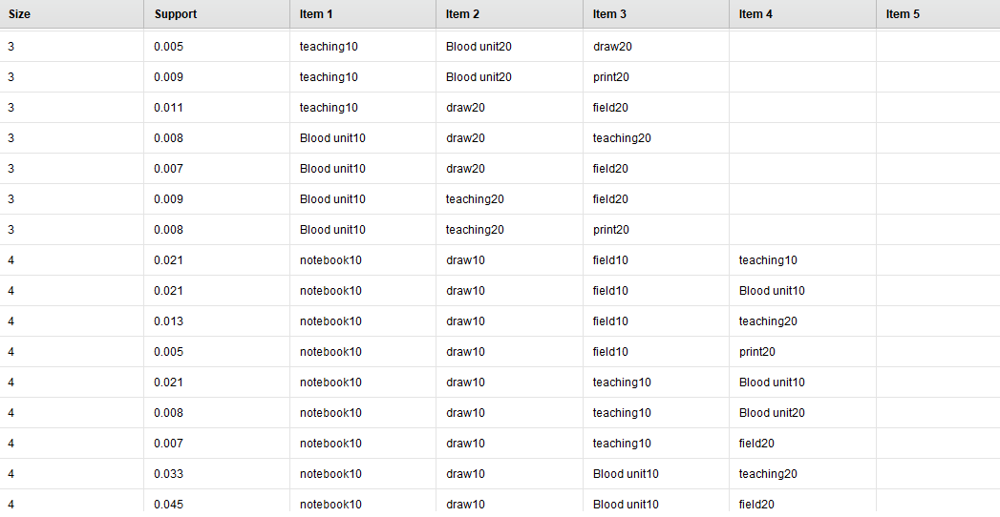 Size Support Item 1 Item 2 Item 3 Item 4 Item 5
3 0.005 teaching10 Blood unit20 draw20
3 0.009 teaching10 Blood unit20 print20
3 0.011 teaching10 draw20 field20
3 0.008 Blood unit10 draw20 teaching20
3 0.007 Blood unit10 draw20 field20
3 0.009 Blood unit10 teaching20 field20
3 0.008 Blood unit10 teaching20 print20
4 0.021 notebook10 draw10 field10 teaching10
4 0.021 notebook10 draw10 field10 Blood unit10
4 0.013 notebook10 draw10 field10 teaching20
4 0.005 notebook10 draw10 field10 print20
4 0.021 notebook10 draw10 teaching10 Blood unit10
4 0.008 notebook10 draw10 teaching10 Blood unit20
4 0.007 notebook10 draw10 teaching10 field20
4 0.033 notebook10 draw10 Blood unit10 teaching20
4 0.045 notebook10 draw10 Blood unit10 field20